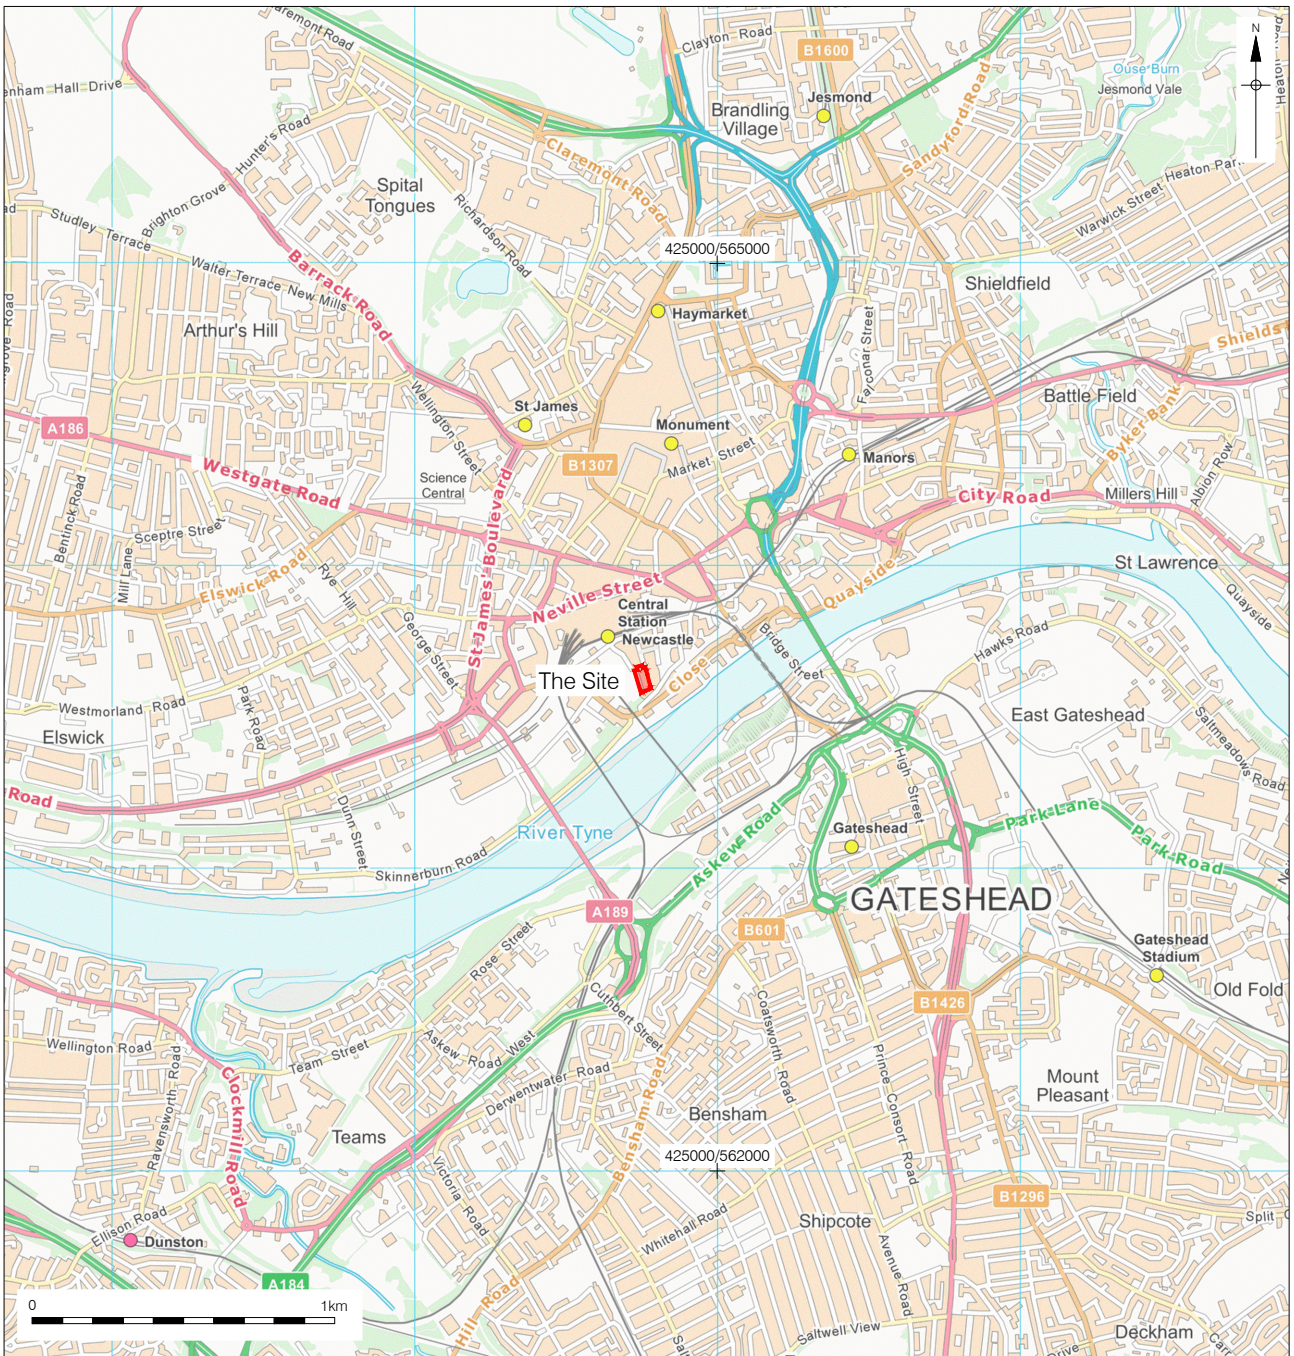 Claremont Road
Clayton Road
B1600
N
Heaton Road
Ouse Burn
Jesmond Vale
enham Hall Drive
Jesmond
Brandling
Village
Sandyford Road
Hunter's Road
Claremont Road
Heaton Park
Warwick Street
Spital
Tongues
Brighton Grove
Richardson Road
ad
Studley Terrace
425000/565000
Walter Terrace
New Mills
Barrack Road
Shieldfield
Haymarket
Falconar Street
Arthur's Hill
Shields
ngrove Road
St James
Wellington Street
Battle Field
Byker Bank
A186
Monument
Market Street
Manors
B1307
Westgate Road
Science
Central
Albion Row
City Road
Millers Hill
Bentinck Road
Sceptre Street
St James' Boulevard
St Lawrence
Mill Lane
Elswick Road
Rye Hill
Neville Street
Quayside
Quayside
Central
Station
Newcastle
George Street
Bridge Street
Hawks Road
The Site
Close
Westmorland Road
Park Road
East Gateshead
Saltmeadows Road
Elswick
High Street
Road
Dunn Street
River Tyne
Gateshead
Park Lane
Park Road
Askew Road
Skinnerburn Road
GATESHEAD
A189
B601
Rose Street
Gateshead
Stadium
Old Fold
B1426
Cuthbert Street
Coatsworth Road
Wellington Road
Team Street
Askew Road West
Prince Consort Road
Clockmill Road
Ravensworth Road
Derwentwater Road
Bensham Road
Mount
Pleasant
Bensham
Teams
425000/562000
Victoria Road
B1296
Ellison Road
Whitehall Road
Shipcote
Split C
Dunston
Avenue Road
A184
0
1km
Hill Road
Saltwell View
Deckham
Drive